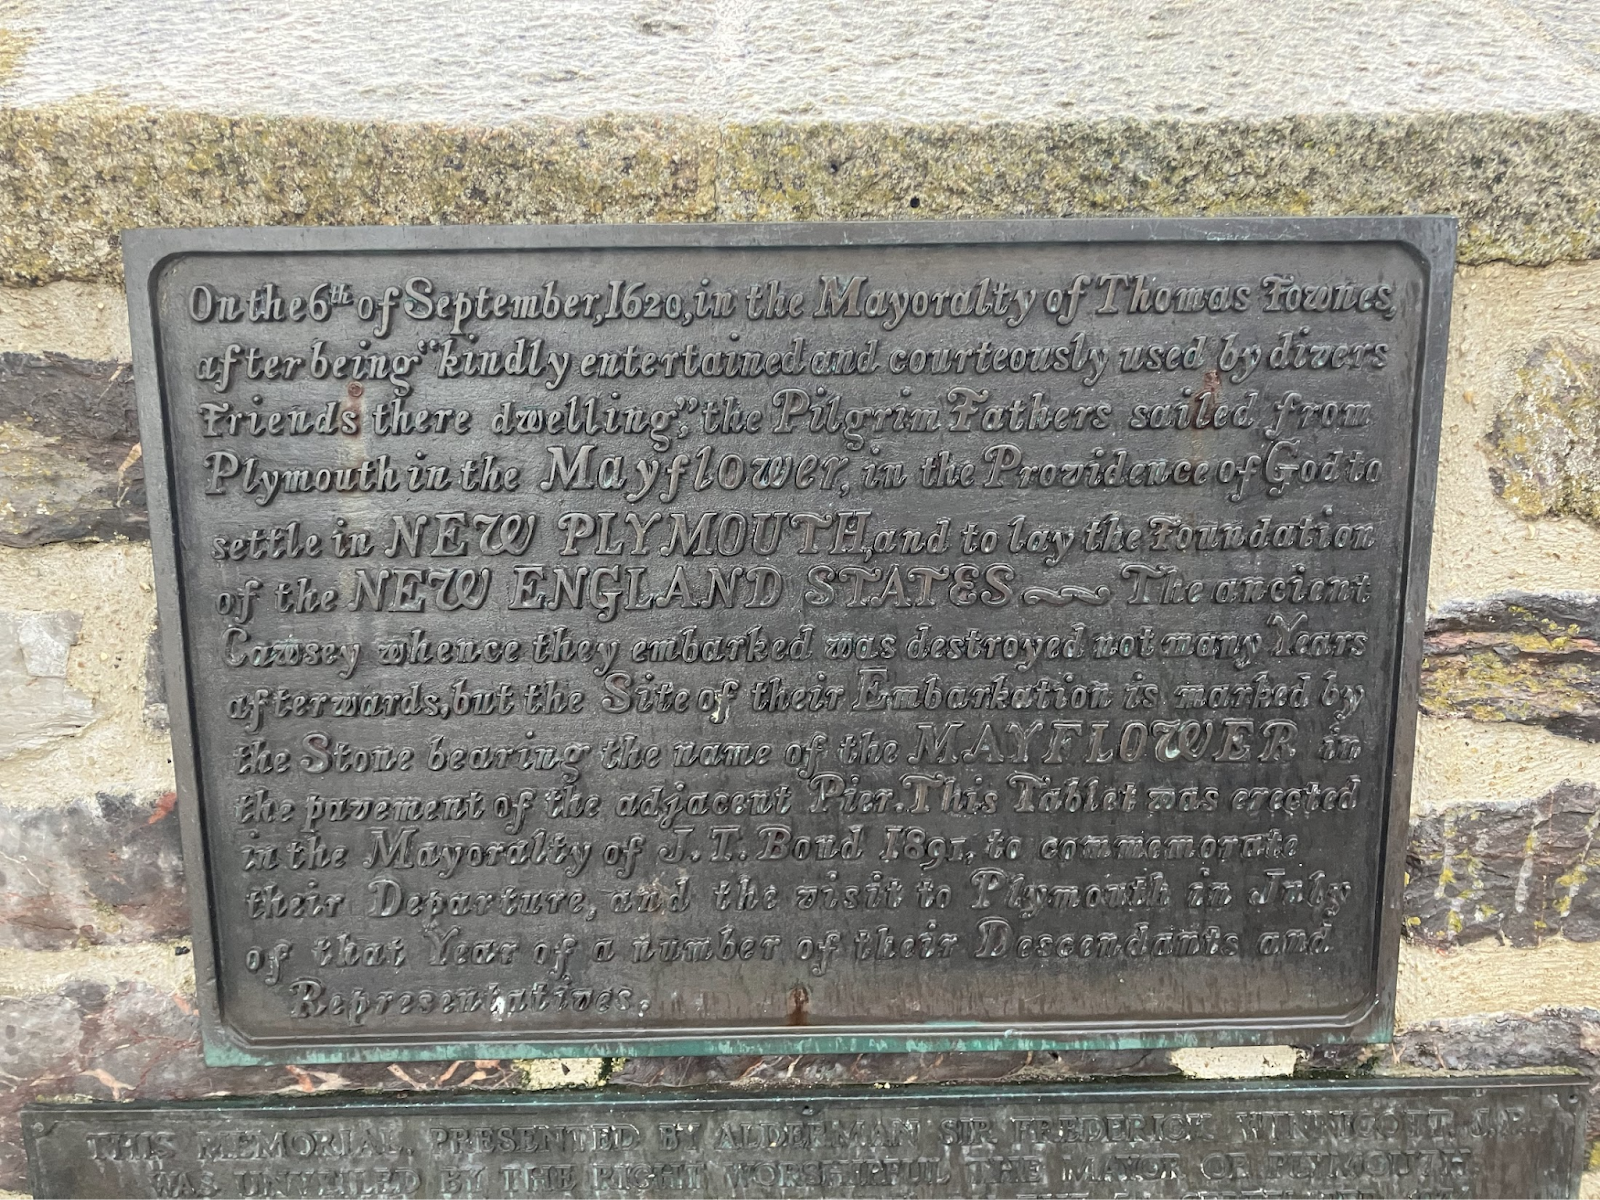 On the 6th of September, 1620, in the Mayoralty of Thomas Townes,
after being "kindly entertained and courteously used by divers
Friends there dwelling," the Pilgrim Fathers sailed from
Plymouth in the Mayflower, in the Providence of God to
settle in NEW PLYMOUTH, and to lay the Foundation
of the NEW ENGLAND STATES The ancient
Cawsey whence they embarked was destroyed not many Years
afterwards, but the Site of their Embarkation is marked by
the Stone bearing the name of the MAYFLOWER in
the pavement of the adjacent Pier. This Tablet was erected
in the Mayoralty of J. T. Bond 1891, to commemorate
their Departure, and the visit to Plymouth in July
of that Year of a number of their Descendants and
Representatives.
THIS MEMORIAL PRESENTED BY ALDERMAN SIR FREDERICK WINNICOTT, J.P.
WAS UNVEILED BY THE RIGHT WORSHIPFUL THE MAYOR OF PLYMOUTH